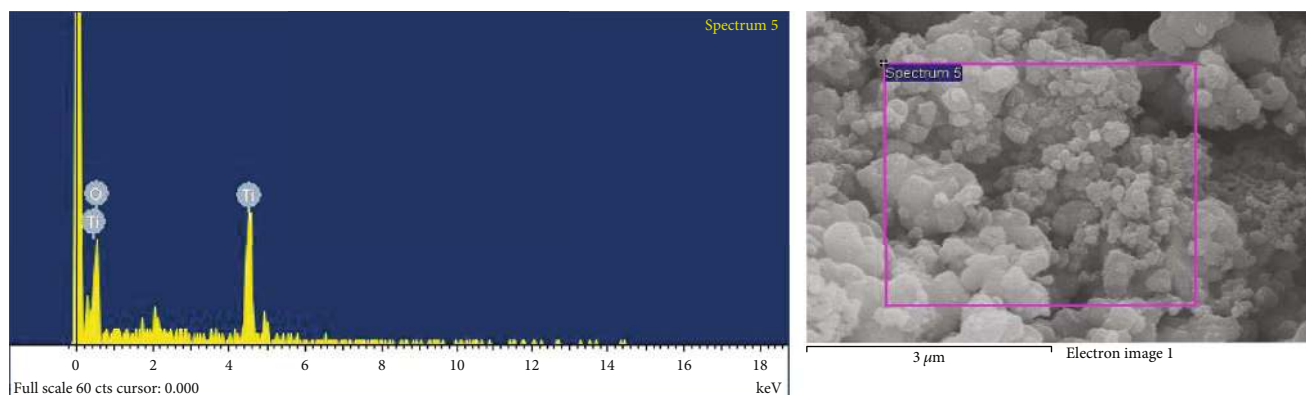 Spectrum 5
O
Ti
Ti
0 2 4 6 8 10 12 14 16 18
Full scale 60 cts cursor: 0.000 keV
Spectrum 5
3 μm
Electron image 1